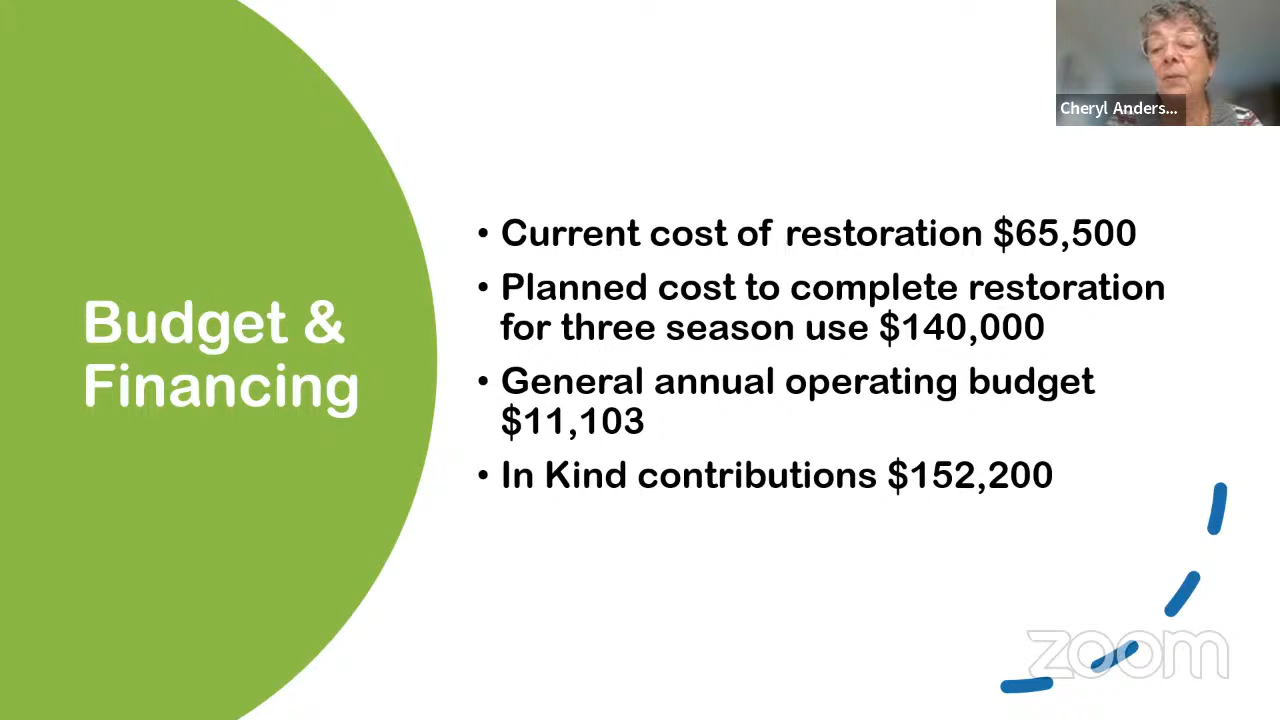 Cheryl Anders...
Budget &
Financing
• Current cost of restoration $65,500
• Planned cost to complete restoration
for three season use $140,000
• General annual operating budget
$11,103
• In Kind contributions $152,200
zoom